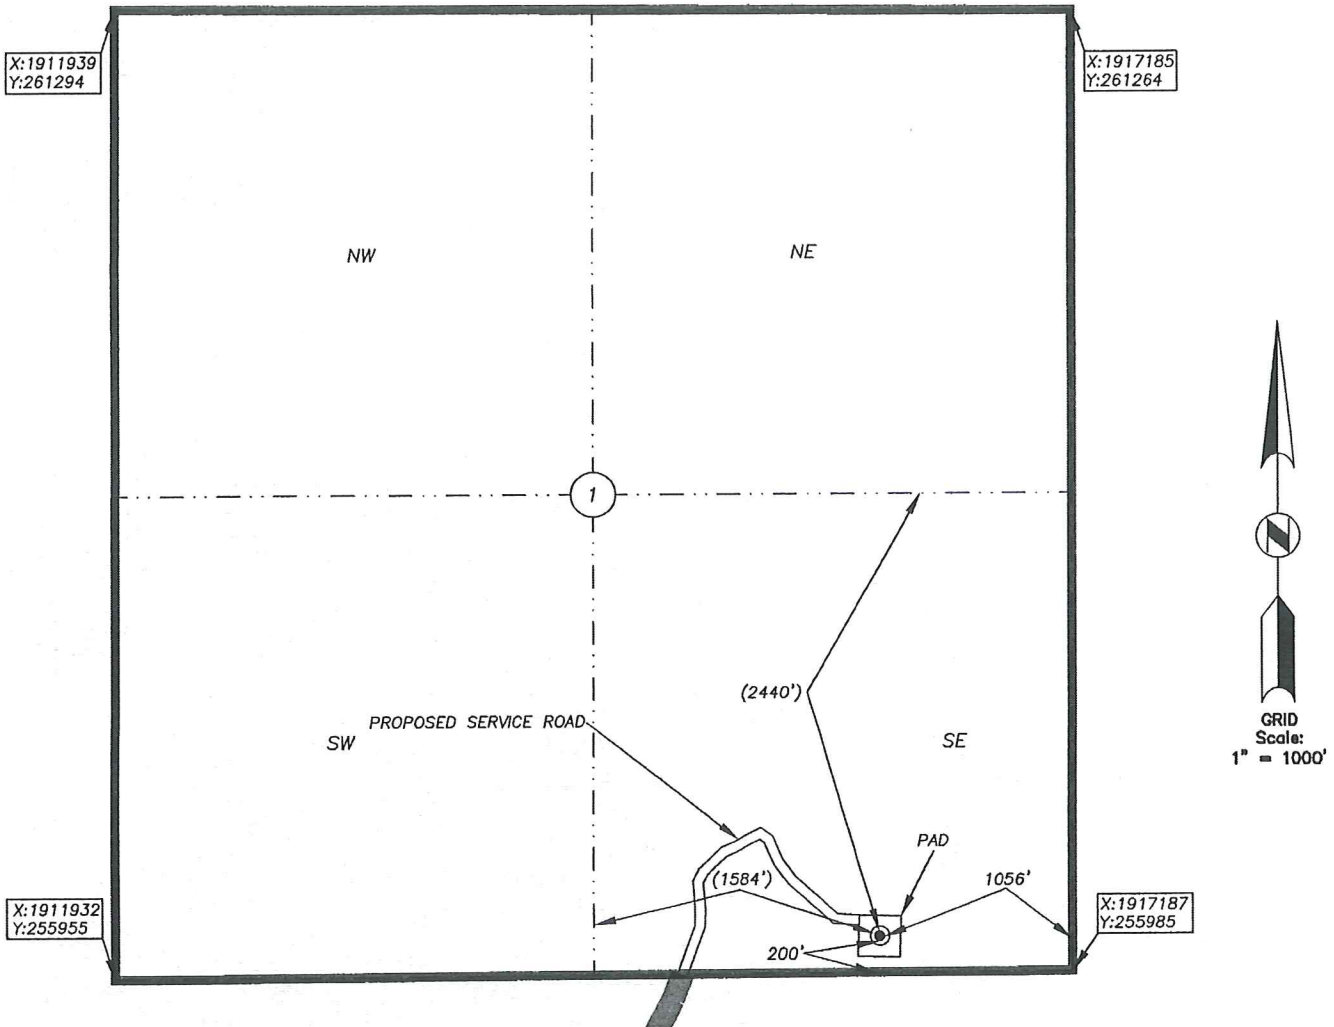 X:1911939
Y:261294
X:1917185
Y:261264
NW
NE
1
N
(2440')
PROPOSED SERVICE ROAD
SW
SE
GRID
Scale:
1" = 1000'
PAD
(1584')
1056'
X:1911932
Y:255955
X:1917187
Y:255985
200'